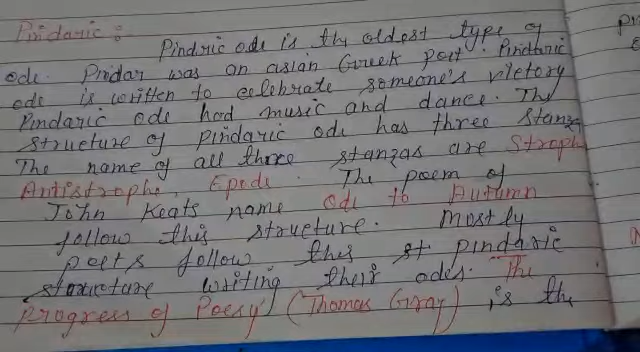 Pindaric :
Pindric ode is the oldest type of
ode. Pindar was an asian Greek poet. Pindaric
ode is written to celebrate someone's victory
Pindaric ode had music and dance. The
structure of pindaric ode has three stanza
The name of all three stanzas are Stroph
Antistrophe, Epode. The poem of
John Keats name Ode to Autumn
follow this structure. Mostly
poets follow this st pindaric
structure writing their odes. The
progress of Poesy (Thomas Gray) is the